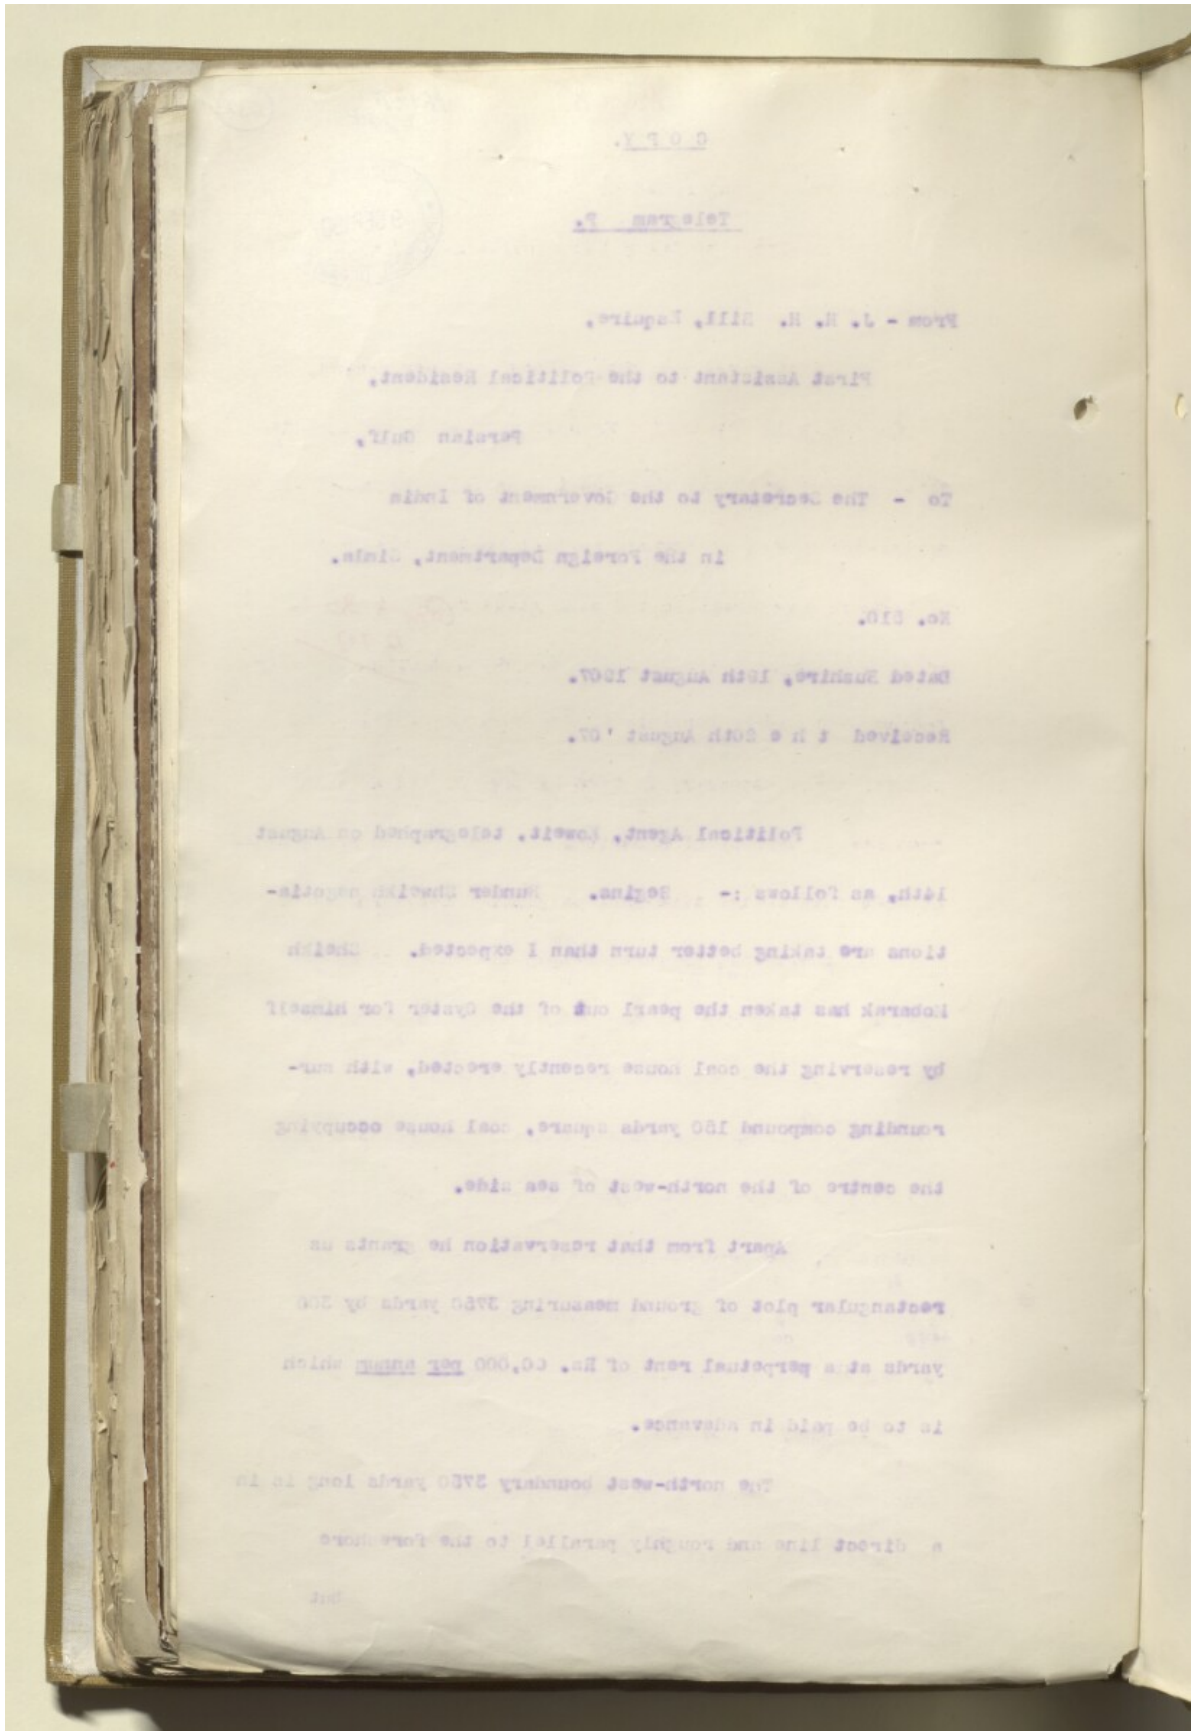 C O P Y.
Telegram P.
From - J. H. H. Bill, Esquire,
First Assistant to the Political Resident,
Persian Gulf,
To - The Secretary to the Government of India
in the Foreign Department, Simla.
No.
Dated Bushire, 19th August 1907.
Received t h e 20th August '07.
Political Agent, Koweit, telegraphed on August
14th, as follows :- Begins. Bunder Shweikh negotia-
tions are taking better turn than I expected. Sheikh
Mobarak has taken the pearl out of the Oyster for himself
by reserving the coal house recently erected, with sur-
rounding compound 150 yards square, coal house occupying
the centre of the north-west of sea side.
Apart from that reservation he grants us
rectangular plot of ground measuring 3750 yards by 300
yards at a perpetual rent of Rs. 60,000 per annum which
is to be paid in advance.
The north-west boundary 3750 yards long is in
a direct line and roughly parallel to the foreshore
but